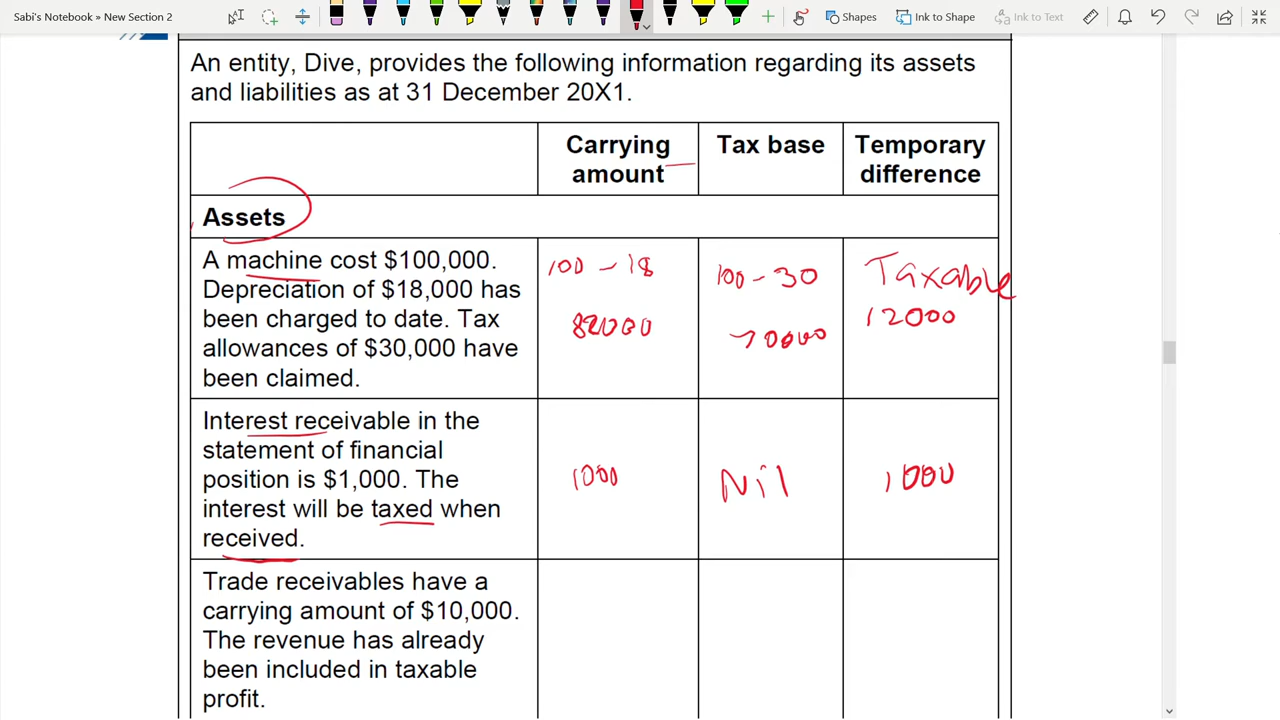 Sabi's Notebook » New Section 2
Shapes
Ink to Shape
Ink to Text
An entity, Dive, provides the following information regarding its assets
and liabilities as at 31 December 20X1.
Carrying amount
Tax base
Temporary difference
Assets
A machine cost $100,000.
Depreciation of $18,000 has
been charged to date. Tax
allowances of $30,000 have
been claimed.
100 - 18
82000
100 - 30
70000
Taxable
12000
Interest receivable in the
statement of financial
position is $1,000. The
interest will be taxed when
received.
1000
Nil
1000
Trade receivables have a
carrying amount of $10,000.
The revenue has already
been included in taxable
profit.